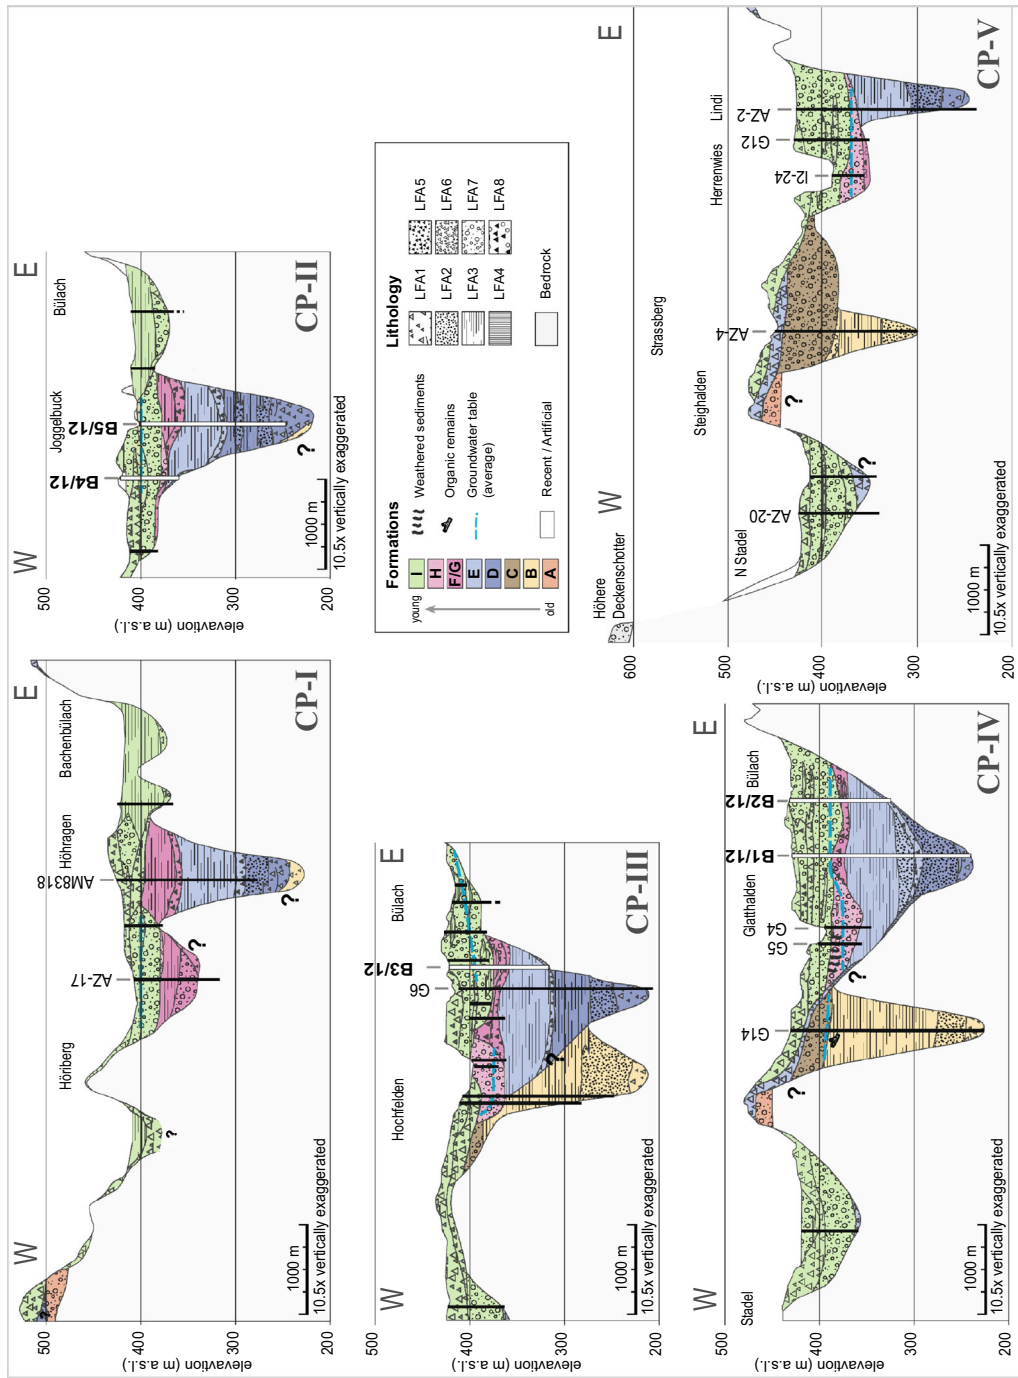 W
E
CP-I
500
400
300
200
elevavtion (m a.s.l.)
Höriberg
AZ-17
Höhragen
AM8318
Bachenbülach
?
?
?
?
1000 m
10.5x vertically exaggerated
W
E
CP-II
500
400
300
200
elevavtion (m a.s.l.)
B4/12
Joggelbuck
B5/12
Bülach
?
1000 m
10.5x vertically exaggerated
W
E
CP-III
500
400
300
200
elevavtion (m a.s.l.)
Hochfelden
G6
B3/12
Bülach
?
1000 m
10.5x vertically exaggerated
Formations
young
old
I
H
F/G
E
D
C
B
A
Weathered sediments
Organic remains
Groundwater table
(average)
Recent / Artificial
Lithology
LFA1
LFA2
LFA3
LFA4
LFA5
LFA6
LFA7
LFA8
Bedrock
W
E
CP-IV
500
400
300
200
elevavtion (m a.s.l.)
Stadel
G14
G5
G4
Glatthalden
B1/12
B2/12
Bülach
?
?
1000 m
10.5x vertically exaggerated
W
E
CP-V
600
500
400
300
200
elevavtion (m a.s.l.)
Höhere
Deckenschotter
N Stadel
AZ-20
Steighalden
Strassberg
AZ-4
Herrenwies
I2-24
G12
Lindi
AZ-2
?
?
1000 m
10.5x vertically exaggerated